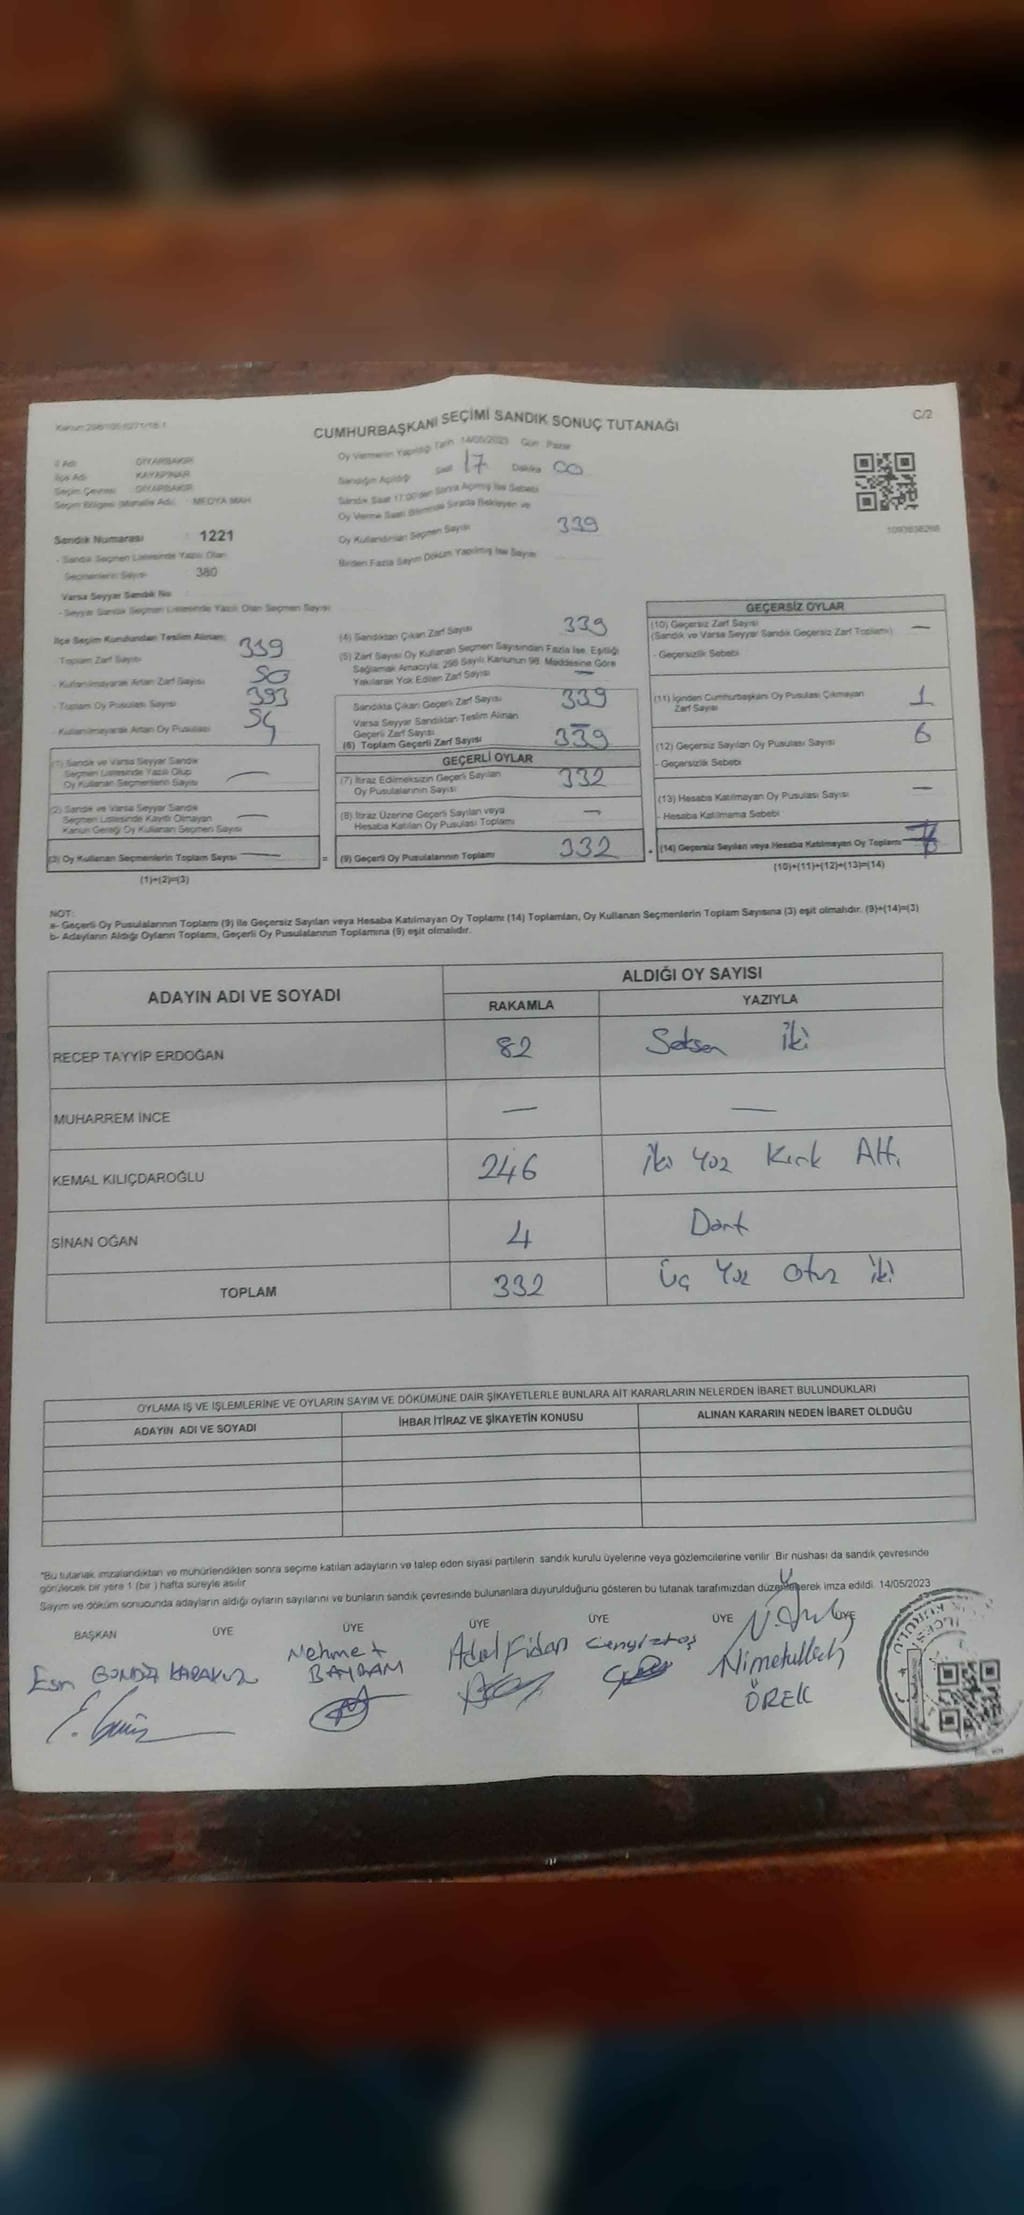 CUMHURBAŞKANI SEÇİMİ SANDIK SONUÇ TUTANAĞI
C/2
Oy Vermenin Yapıldığı Tarih 14/05/2023 Gün Pazar
İl Adı DİYARBAKIR
İlçe Adı KAYAPINAR
Seçim Çevresi DİYARBAKIR
Seçim Bölgesi (Mahalle Adı) MEDYA MAH
Sandığın Açıldığı Saat 17 Dakika 00
Sandık Saat 17:00'den Sonra Açılmış İse Sebebi
Oy Verme Saati Bitiminde Sırada Bekleyen ve
Oy Kullandırılan Seçmen Sayısı 339
Birden Fazla Sayım Döküm Yapılmış İse Sayısı
Sandık Numarası 1221
- Sandık Seçmen Listesinde Yazılı Olan
Seçmenlerin Sayısı 380
Varsa Seyyar Sandık No
- Seyyar Sandık Seçmen Listesinde Yazılı Olan Seçmen Sayısı
İlçe Seçim Kurulundan Teslim Alınan:
- Toplam Zarf Sayısı
- Kullanılmayarak Artan Zarf Sayısı 50
- Toplam Oy Pusulası Sayısı 393
- Kullanılmayarak Artan Oy Pusulası 54
(1) Sandık ve Varsa Seyyar Sandık
Seçmen Listesinde Yazılı Olup
Oy Kullanan Seçmenlerin Sayısı —
(2) Sandık ve Varsa Seyyar Sandık
Seçmen Listesinde Kayıtlı Olmayan
Kanun Gereği Oy Kullanan Seçmen Sayısı —
(3) Oy Kullanan Seçmenlerin Toplam Sayısı —
(1)+(2)=(3)
(4) Sandıktan Çıkan Zarf Sayısı 339
(5) Zarf Sayısı Oy Kullanan Seçmen Sayısından Fazla İse, Eşitliği
Sağlamak Amacıyla, 298 Sayılı Kanunun 98. Maddesine Göre
Yakılarak Yok Edilen Zarf Sayısı —
Sandıkta Çıkan Geçerli Zarf Sayısı 339
Varsa Seyyar Sandıktan Teslim Alınan
Geçerli Zarf Sayısı —
(6) Toplam Geçerli Zarf Sayısı 339
GEÇERLİ OYLAR
(7) İtiraz Edilmeksizin Geçerli Sayılan
Oy Pusulalarının Sayısı 332
(8) İtiraz Üzerine Geçerli Sayılan veya
Hesaba Katılan Oy Pusulası Toplamı —
= (9) Geçerli Oy Pusulalarının Toplamı 332
GEÇERSİZ OYLAR
(10) Geçersiz Zarf Sayısı
(Sandık ve Varsa Seyyar Sandık Geçersiz Zarf Toplamı) —
- Geçersizlik Sebebi
(11) İçinden Cumhurbaşkanı Oy Pusulası Çıkmayan
Zarf Sayısı 1
(12) Geçersiz Sayılan Oy Pusulası Sayısı 6
- Geçersizlik Sebebi
(13) Hesaba Katılmayan Oy Pusulası Sayısı —
- Hesaba Katılmama Sebebi
+ (14) Geçersiz Sayılan veya Hesaba Katılmayan Oy Toplamı
(10)+(11)+(12)+(13)=(14)
NOT:
a- Geçerli Oy Pusulalarının Toplamı (9) ile Geçersiz Sayılan veya Hesaba Katılmayan Oy Toplamı (14) Toplamları, Oy Kullanan Seçmenlerin Toplam Sayısına (3) eşit olmalıdır. (9)+(14)=(3)
b- Adayların Aldığı Oyların Toplamı, Geçerli Oy Pusulalarının Toplamına (9) eşit olmalıdır.
ADAYIN ADI VE SOYADI ALDIĞI OY SAYISI
RAKAMLA YAZIYLA
RECEP TAYYİP ERDOĞAN 82 Seksen iki
MUHARREM İNCE — —
KEMAL KILIÇDAROĞLU 246 iki Yüz Kırk Altı
SİNAN OĞAN 4 Dört
TOPLAM 332 Üç Yüz Otuz iki
OYLAMA İŞ VE İŞLEMLERİNE VE OYLARIN SAYIM VE DÖKÜMÜNE DAİR ŞİKAYETLERLE BUNLARA AİT KARARLARIN NELERDEN İBARET BULUNDUKLARI
ADAYIN ADI VE SOYADI İHBAR İTİRAZ VE ŞİKAYETİN KONUSU ALINAN KARARIN NEDEN İBARET OLDUĞU
*Bu tutanak imzalandıktan ve mühürlendikten sonra seçime katılan adayların ve talep eden siyasi partilerin sandık kurulu üyelerine veya gözlemcilerine verilir. Bir nüshası da sandık çevresinde
görülecek bir yere 1 (bir) hafta süreyle asılır.
Sayım ve döküm sonucunda adayların aldığı oyların sayılarını ve bunların sandık çevresinde bulunanlara duyurulduğunu gösteren bu tutanak tarafımızdan düzenlenerek imza edildi. 14/05/2023
BAŞKAN ÜYE ÜYE ÜYE ÜYE ÜYE ÜYE
Mehmet BAYRAM
Adal Fidan
Nimetullah ÖREK